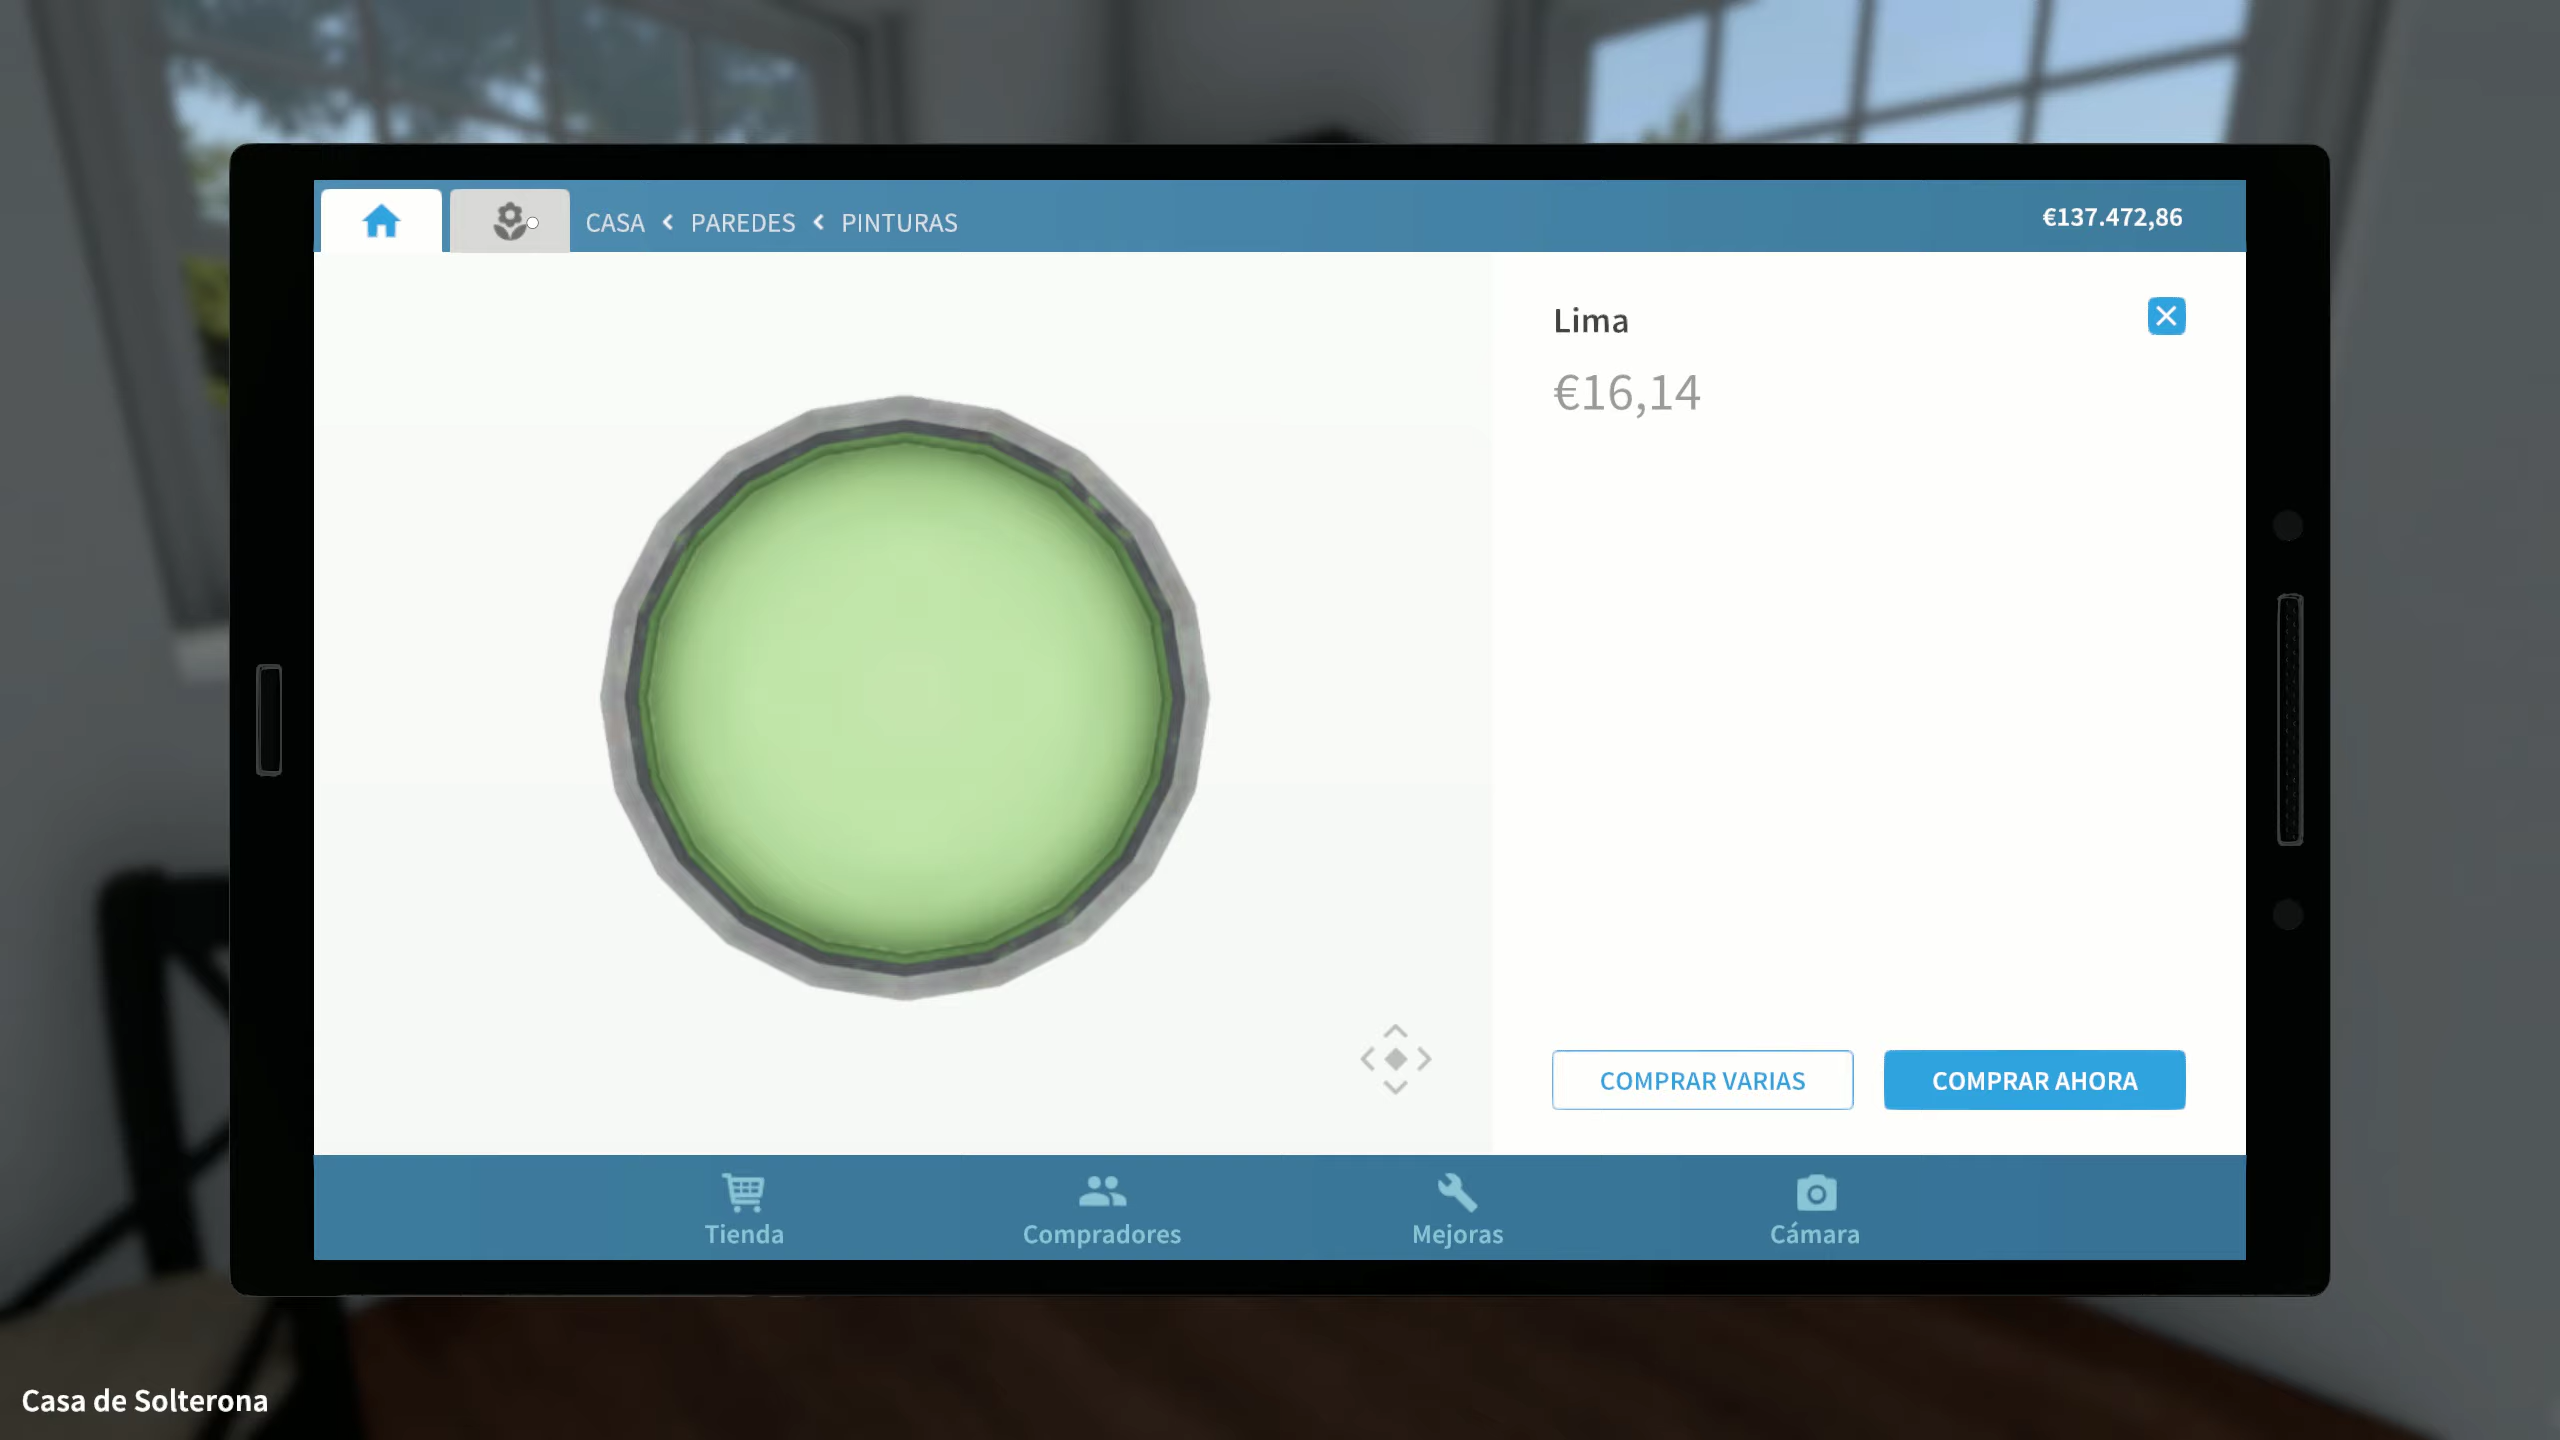 CASA < PAREDES < PINTURAS
€137.472,86
Lima
€16,14
COMPRAR VARIAS
COMPRAR AHORA
Tienda
Compradores
Mejoras
Cámara
Casa de Solterona